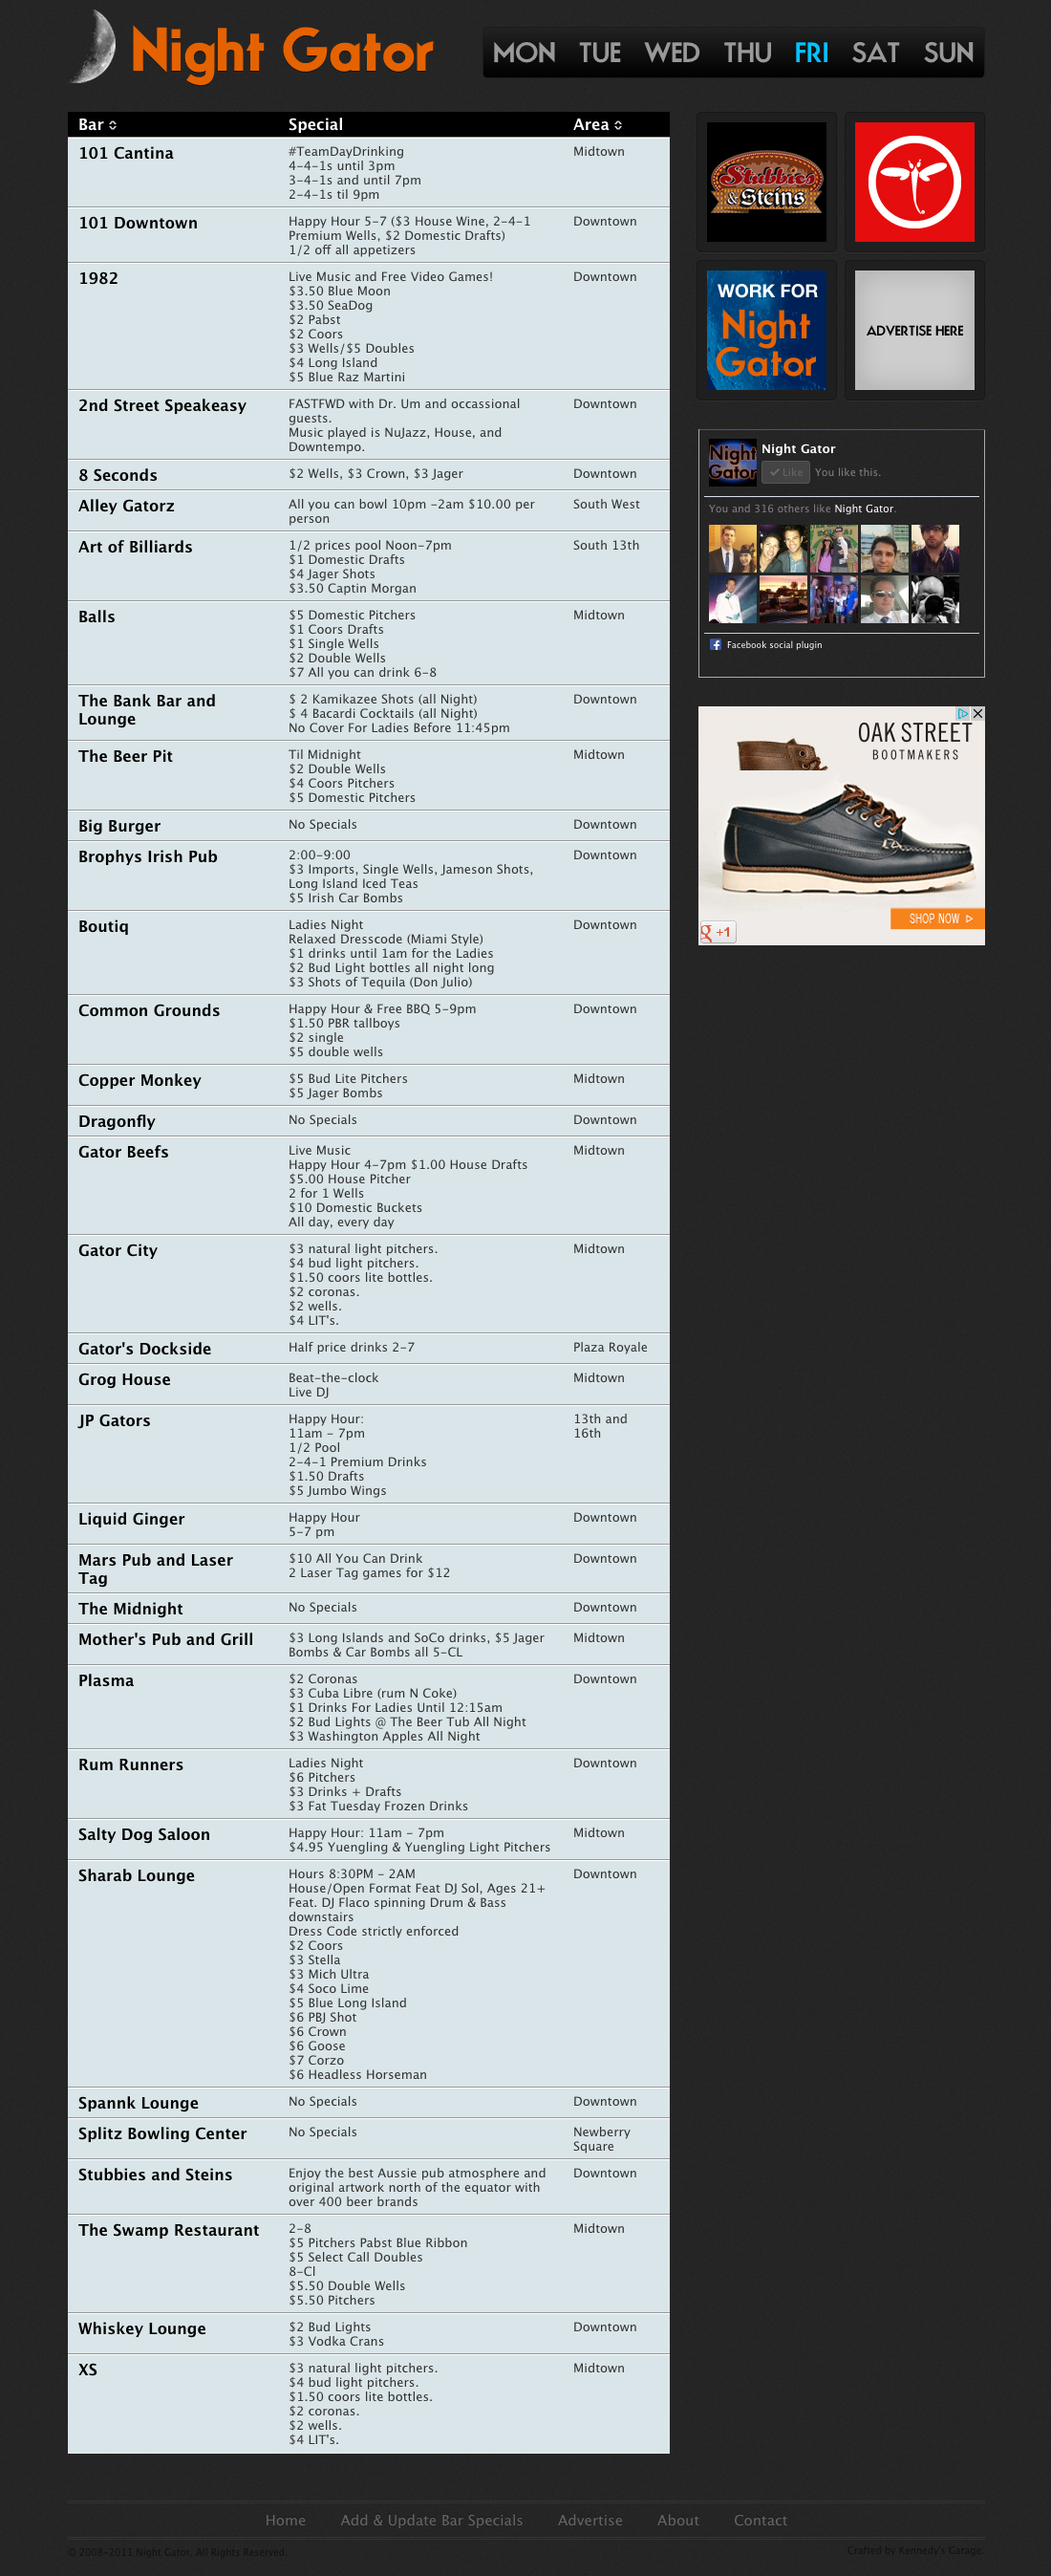 Night Gator
MON TUE WED THU FRI SAT SUN
Bar Special Area
101 Cantina
#TeamDayDrinking
4-4-1s until 3pm
3-4-1s and until 7pm
2-4-1s til 9pm
Midtown
101 Downtown
Happy Hour 5-7 ($3 House Wine, 2-4-1
Premium Wells, $2 Domestic Drafts)
1/2 off all appetizers
Downtown
1982
Live Music and Free Video Games!
$3.50 Blue Moon
$3.50 SeaDog
$2 Pabst
$2 Coors
$3 Wells/$5 Doubles
$4 Long Island
$5 Blue Raz Martini
Downtown
2nd Street Speakeasy
FASTFWD with Dr. Um and occassional
guests.
Music played is NuJazz, House, and
Downtempo.
Downtown
8 Seconds
$2 Wells, $3 Crown, $3 Jager
Downtown
Alley Gatorz
All you can bowl 10pm -2am $10.00 per
person
South West
Art of Billiards
1/2 prices pool Noon-7pm
$1 Domestic Drafts
$4 Jager Shots
$3.50 Captin Morgan
South 13th
Balls
$5 Domestic Pitchers
$1 Coors Drafts
$1 Single Wells
$2 Double Wells
$7 All you can drink 6-8
Midtown
The Bank Bar and
Lounge
$ 2 Kamikazee Shots (all Night)
$ 4 Bacardi Cocktails (all Night)
No Cover For Ladies Before 11:45pm
Downtown
The Beer Pit
Til Midnight
$2 Double Wells
$4 Coors Pitchers
$5 Domestic Pitchers
Midtown
Big Burger
No Specials
Downtown
Brophys Irish Pub
2:00-9:00
$3 Imports, Single Wells, Jameson Shots,
Long Island Iced Teas
$5 Irish Car Bombs
Downtown
Boutiq
Ladies Night
Relaxed Dresscode (Miami Style)
$1 drinks until 1am for the Ladies
$2 Bud Light bottles all night long
$3 Shots of Tequila (Don Julio)
Downtown
Common Grounds
Happy Hour & Free BBQ 5-9pm
$1.50 PBR tallboys
$2 single
$5 double wells
Downtown
Copper Monkey
$5 Bud Lite Pitchers
$5 Jager Bombs
Midtown
Dragonfly
No Specials
Downtown
Gator Beefs
Live Music
Happy Hour 4-7pm $1.00 House Drafts
$5.00 House Pitcher
2 for 1 Wells
$10 Domestic Buckets
All day, every day
Midtown
Gator City
$3 natural light pitchers.
$4 bud light pitchers.
$1.50 coors lite bottles.
$2 coronas.
$2 wells.
$4 LIT's.
Midtown
Gator's Dockside
Half price drinks 2-7
Plaza Royale
Grog House
Beat-the-clock
Live DJ
Midtown
JP Gators
Happy Hour:
11am - 7pm
1/2 Pool
2-4-1 Premium Drinks
$1.50 Drafts
$5 Jumbo Wings
13th and
16th
Liquid Ginger
Happy Hour
5-7 pm
Downtown
Mars Pub and Laser
Tag
$10 All You Can Drink
2 Laser Tag games for $12
Downtown
The Midnight
No Specials
Downtown
Mother's Pub and Grill
$3 Long Islands and SoCo drinks, $5 Jager
Bombs & Car Bombs all 5-CL
Midtown
Plasma
$2 Coronas
$3 Cuba Libre (rum N Coke)
$1 Drinks For Ladies Until 12:15am
$2 Bud Lights @ The Beer Tub All Night
$3 Washington Apples All Night
Downtown
Rum Runners
Ladies Night
$6 Pitchers
$3 Drinks + Drafts
$3 Fat Tuesday Frozen Drinks
Downtown
Salty Dog Saloon
Happy Hour: 11am - 7pm
$4.95 Yuengling & Yuengling Light Pitchers
Midtown
Sharab Lounge
Hours 8:30PM - 2AM
House/Open Format Feat DJ Sol, Ages 21+
Feat. DJ Flaco spinning Drum & Bass
downstairs
Dress Code strictly enforced
$2 Coors
$3 Stella
$3 Mich Ultra
$4 Soco Lime
$5 Blue Long Island
$6 PBJ Shot
$6 Crown
$6 Goose
$7 Corzo
$6 Headless Horseman
Downtown
Spannk Lounge
No Specials
Downtown
Splitz Bowling Center
No Specials
Newberry
Square
Stubbies and Steins
Enjoy the best Aussie pub atmosphere and
original artwork north of the equator with
over 400 beer brands
Downtown
The Swamp Restaurant
2-8
$5 Pitchers Pabst Blue Ribbon
$5 Select Call Doubles
8-Cl
$5.50 Double Wells
$5.50 Pitchers
Midtown
Whiskey Lounge
$2 Bud Lights
$3 Vodka Crans
Downtown
XS
$3 natural light pitchers.
$4 bud light pitchers.
$1.50 coors lite bottles.
$2 coronas.
$2 wells.
$4 LIT's.
Midtown
Stubbies
& Steins
WORK FOR
Night
Gator
ADVERTISE HERE
Night
Gator
Night Gator
Like You like this.
You and 316 others like Night Gator.
Facebook social plugin
OAK STREET
BOOTMAKERS
SHOP NOW
g +1
Home Add & Update Bar Specials Advertise About Contact
© 2008-2011 Night Gator. All Rights Reserved.
Crafted by Kennedy's Garage.